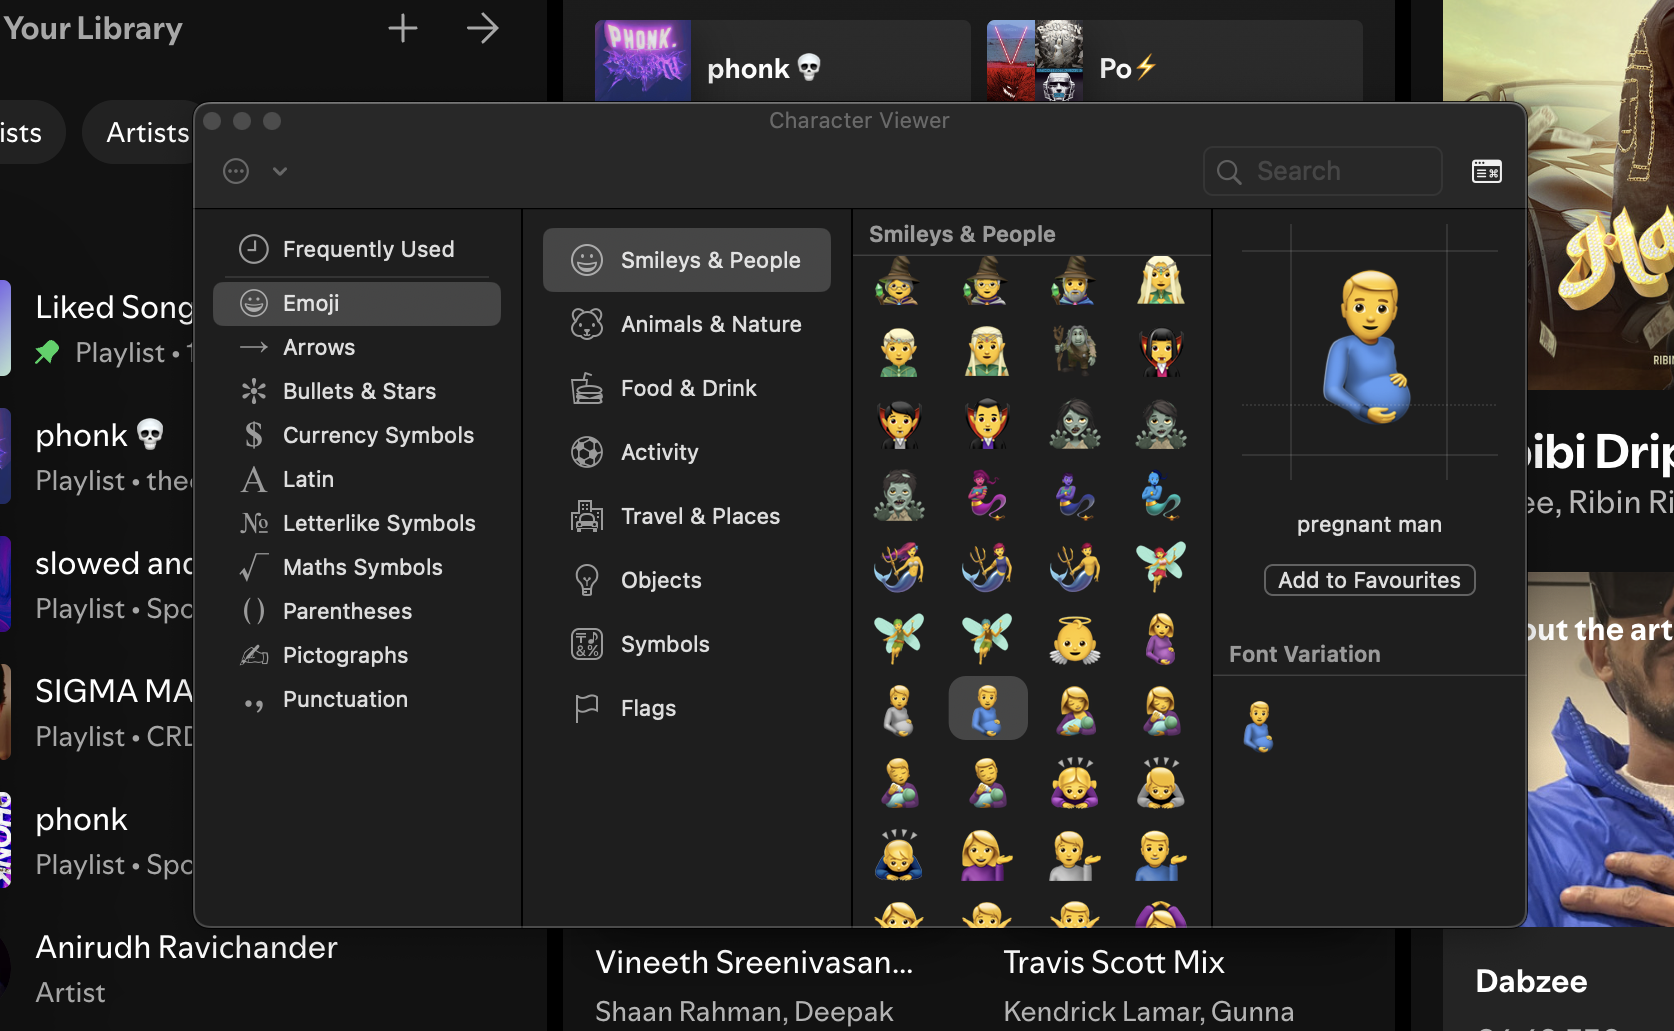 Your Library
PHONK.
phonk💀
Po⚡
ists
Artists
Character Viewer
Search
Frequently Used
Emoji
Arrows
Bullets & Stars
Currency Symbols
Latin
Letterlike Symbols
Maths Symbols
Parentheses
Pictographs
Punctuation
Smileys & People
Animals & Nature
Food & Drink
Activity
Travel & Places
Objects
Symbols
Flags
Smileys & People
pregnant man
Add to Favourites
Font Variation
Liked Song
Playlist •
phonk💀
Playlist • thee
slowed and
Playlist • Spo
SIGMA MA
Playlist • CRD
phonk
Playlist • Spo
Anirudh Ravichander
Artist
Vineeth Sreenivasan...
Shaan Rahman, Deepak
Travis Scott Mix
Kendrick Lamar, Gunna
RIBIN
ibi Drip
ee, Ribin Ri
out the art
Dabzee